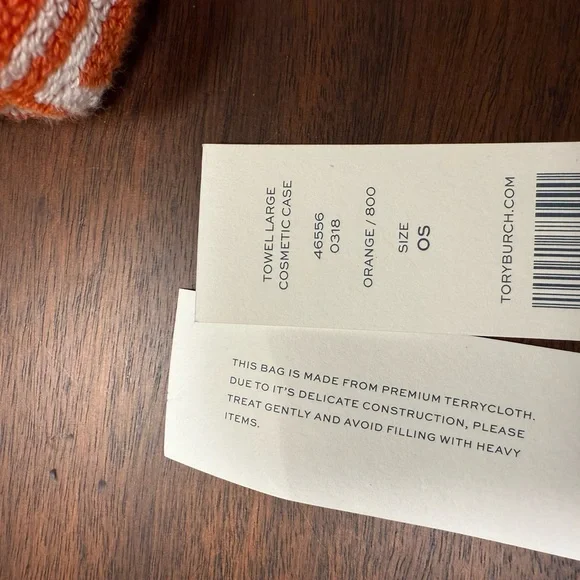 TOWEL LARGE
COSMETIC CASE
46556
0318
ORANGE / 800
SIZE
OS
TORYBURCH.COM
THIS BAG IS MADE FROM PREMIUM TERRYCLOTH.
DUE TO IT'S DELICATE CONSTRUCTION, PLEASE
TREAT GENTLY AND AVOID FILLING WITH HEAVY
ITEMS.